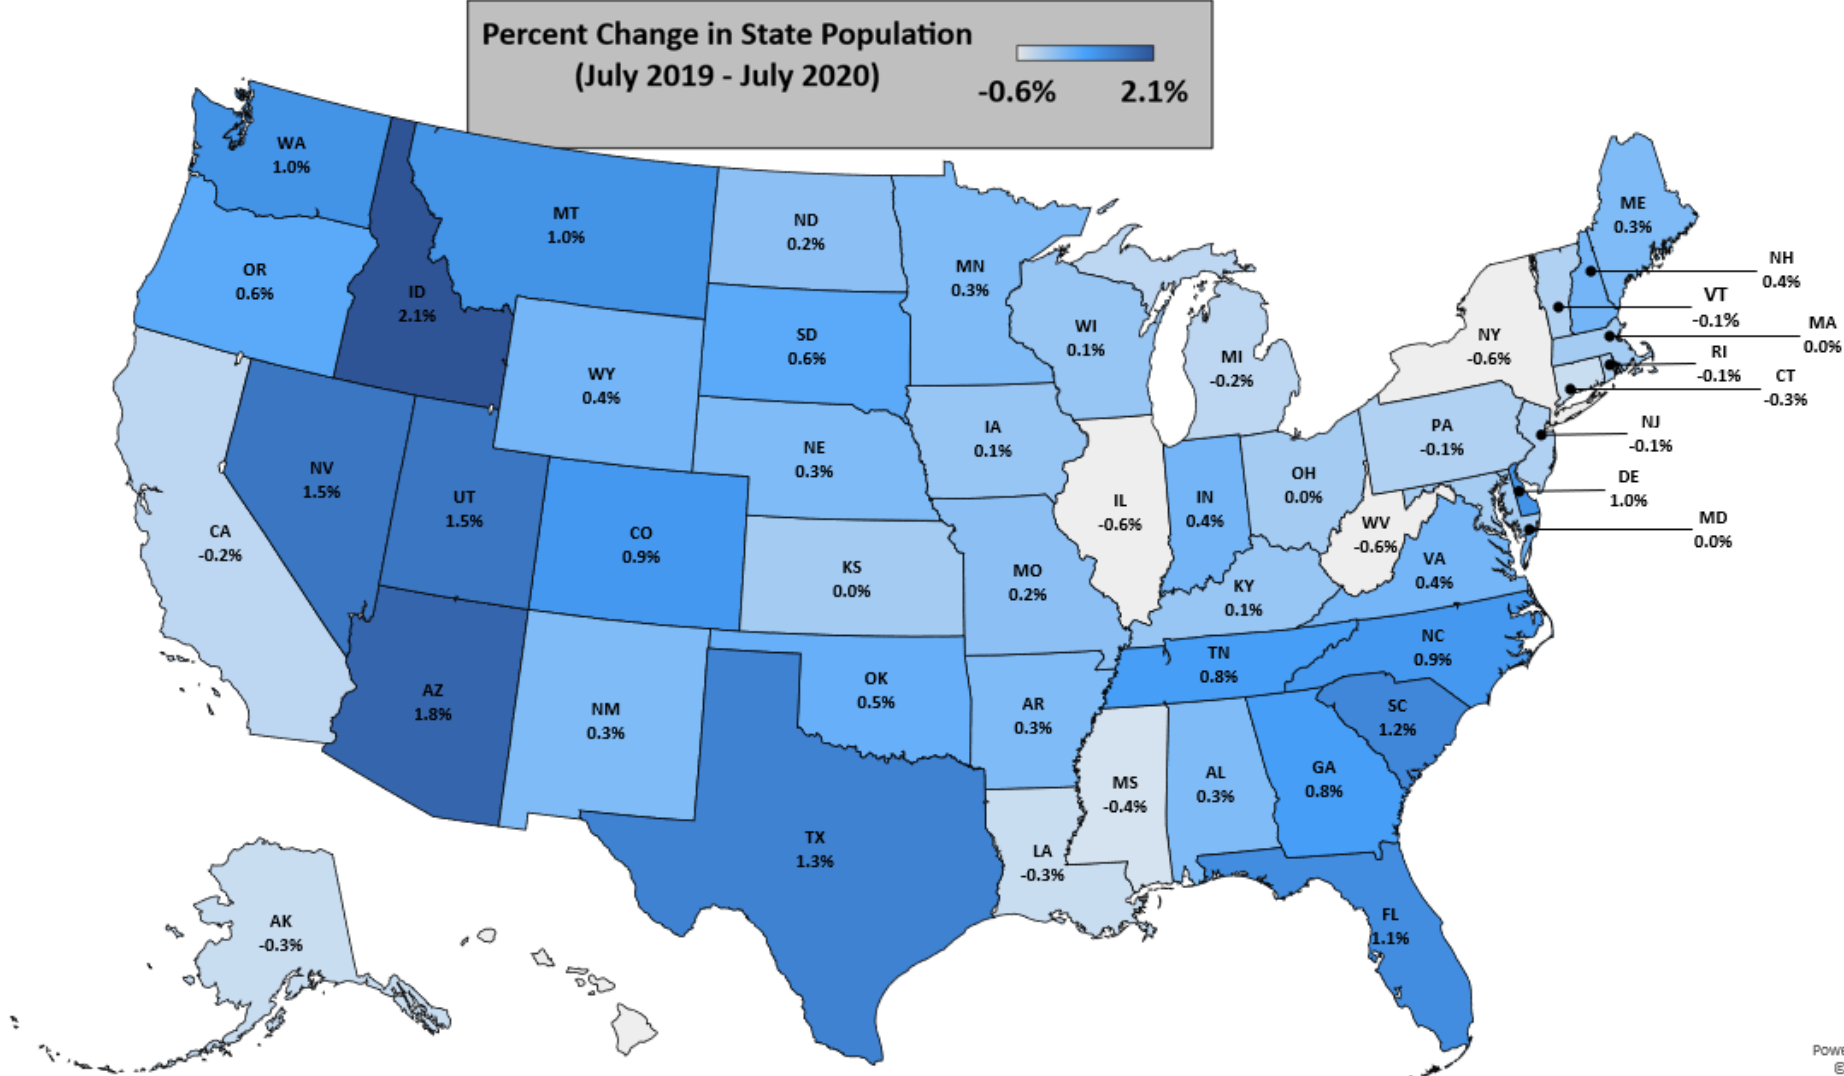 Percent Change in State Population
(July 2019 - July 2020)
-0.6% 2.1%
WA
1.0%
OR
0.6%
ID
2.1%
MT
1.0%
ND
0.2%
MN
0.3%
SD
0.6%
WI
0.1%
MI
-0.2%
WY
0.4%
NE
0.3%
IA
0.1%
NV
1.5%
UT
1.5%
CO
0.9%
CA
-0.2%
KS
0.0%
MO
0.2%
IL
-0.6%
IN
0.4%
OH
0.0%
KY
0.1%
WV
-0.6%
VA
0.4%
PA
-0.1%
NY
-0.6%
ME
0.3%
NH
0.4%
VT
-0.1%
MA
0.0%
RI
-0.1%
CT
-0.3%
NJ
-0.1%
DE
1.0%
MD
0.0%
NC
0.9%
TN
0.8%
SC
1.2%
AZ
1.8%
NM
0.3%
OK
0.5%
AR
0.3%
MS
-0.4%
AL
0.3%
GA
0.8%
TX
1.3%
LA
-0.3%
FL
1.1%
AK
-0.3%
Powe
©